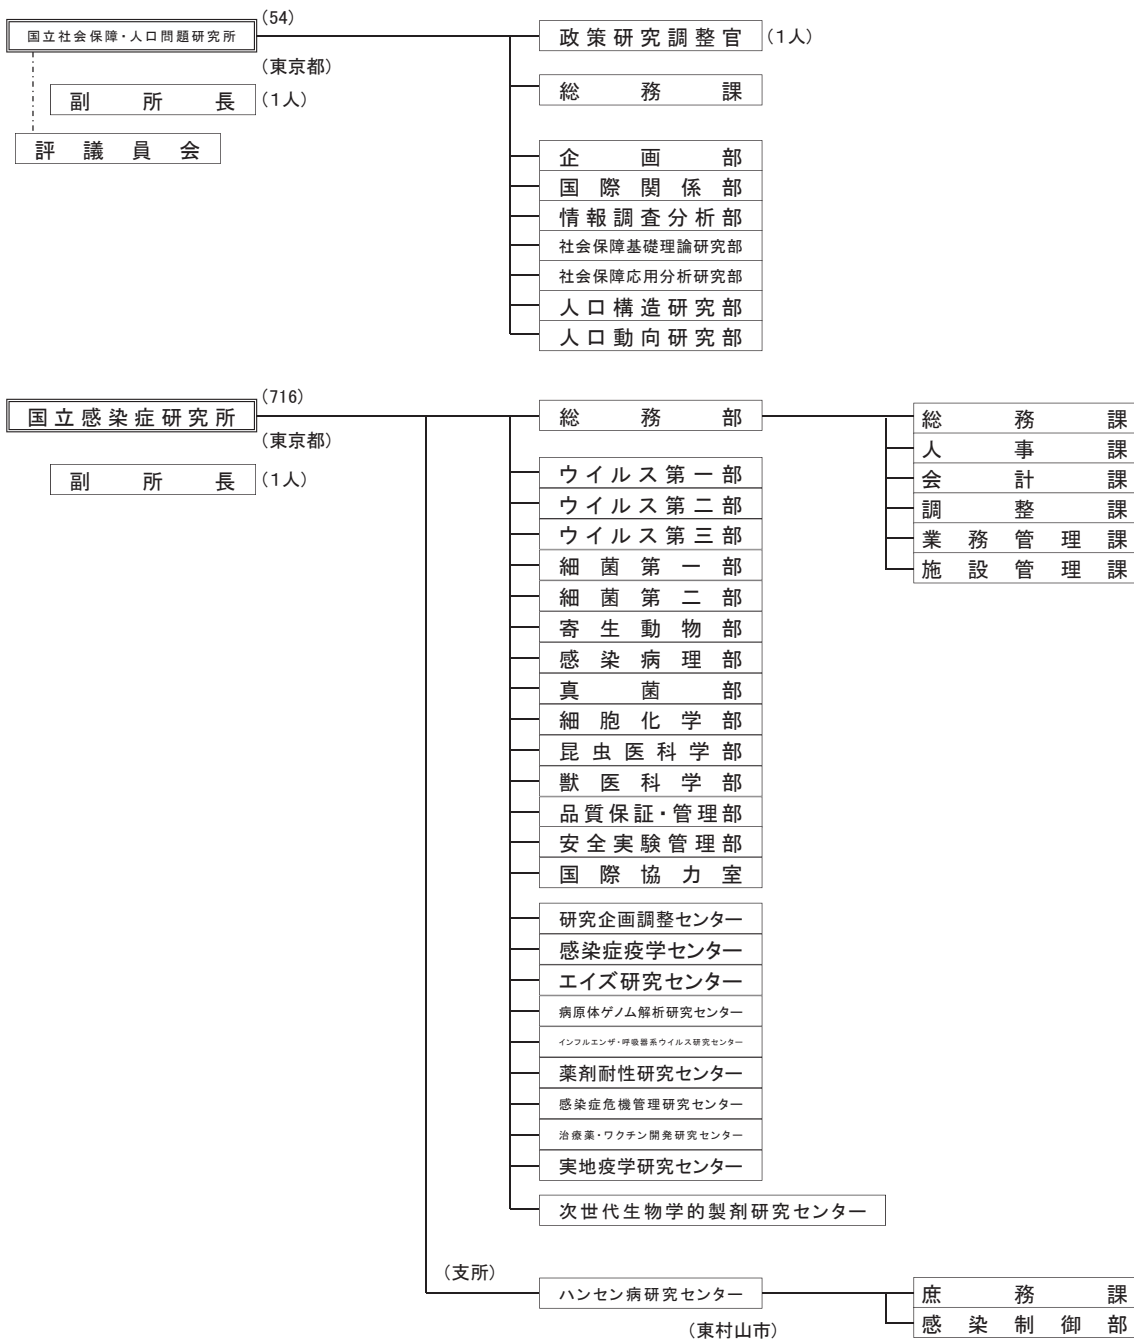 国立社会保障・人口問題研究所
(54)
(東京都)
副所長
(1人)
評議員会
政策研究調整官
(1人)
総務課
企画部
国際関係部
情報調査分析部
社会保障基礎理論研究部
社会保障応用分析研究部
人口構造研究部
人口動向研究部
国立感染症研究所
(716)
(東京都)
副所長
(1人)
総務部
総務課
人事課
会計課
調整課
業務管理課
施設管理課
ウイルス第一部
ウイルス第二部
ウイルス第三部
細菌第一部
細菌第二部
寄生動物部
感染病理部
真菌部
細胞化学部
昆虫医科学部
獣医科学部
品質保証・管理部
安全実験管理部
国際協力室
研究企画調整センター
感染症疫学センター
エイズ研究センター
病原体ゲノム解析研究センター
インフルエンザ・呼吸器系ウイルス研究センター
薬剤耐性研究センター
感染症危機管理研究センター
治療薬・ワクチン開発研究センター
実地疫学研究センター
次世代生物学的製剤研究センター
(支所)
ハンセン病研究センター
(東村山市)
庶務課
感染制御部